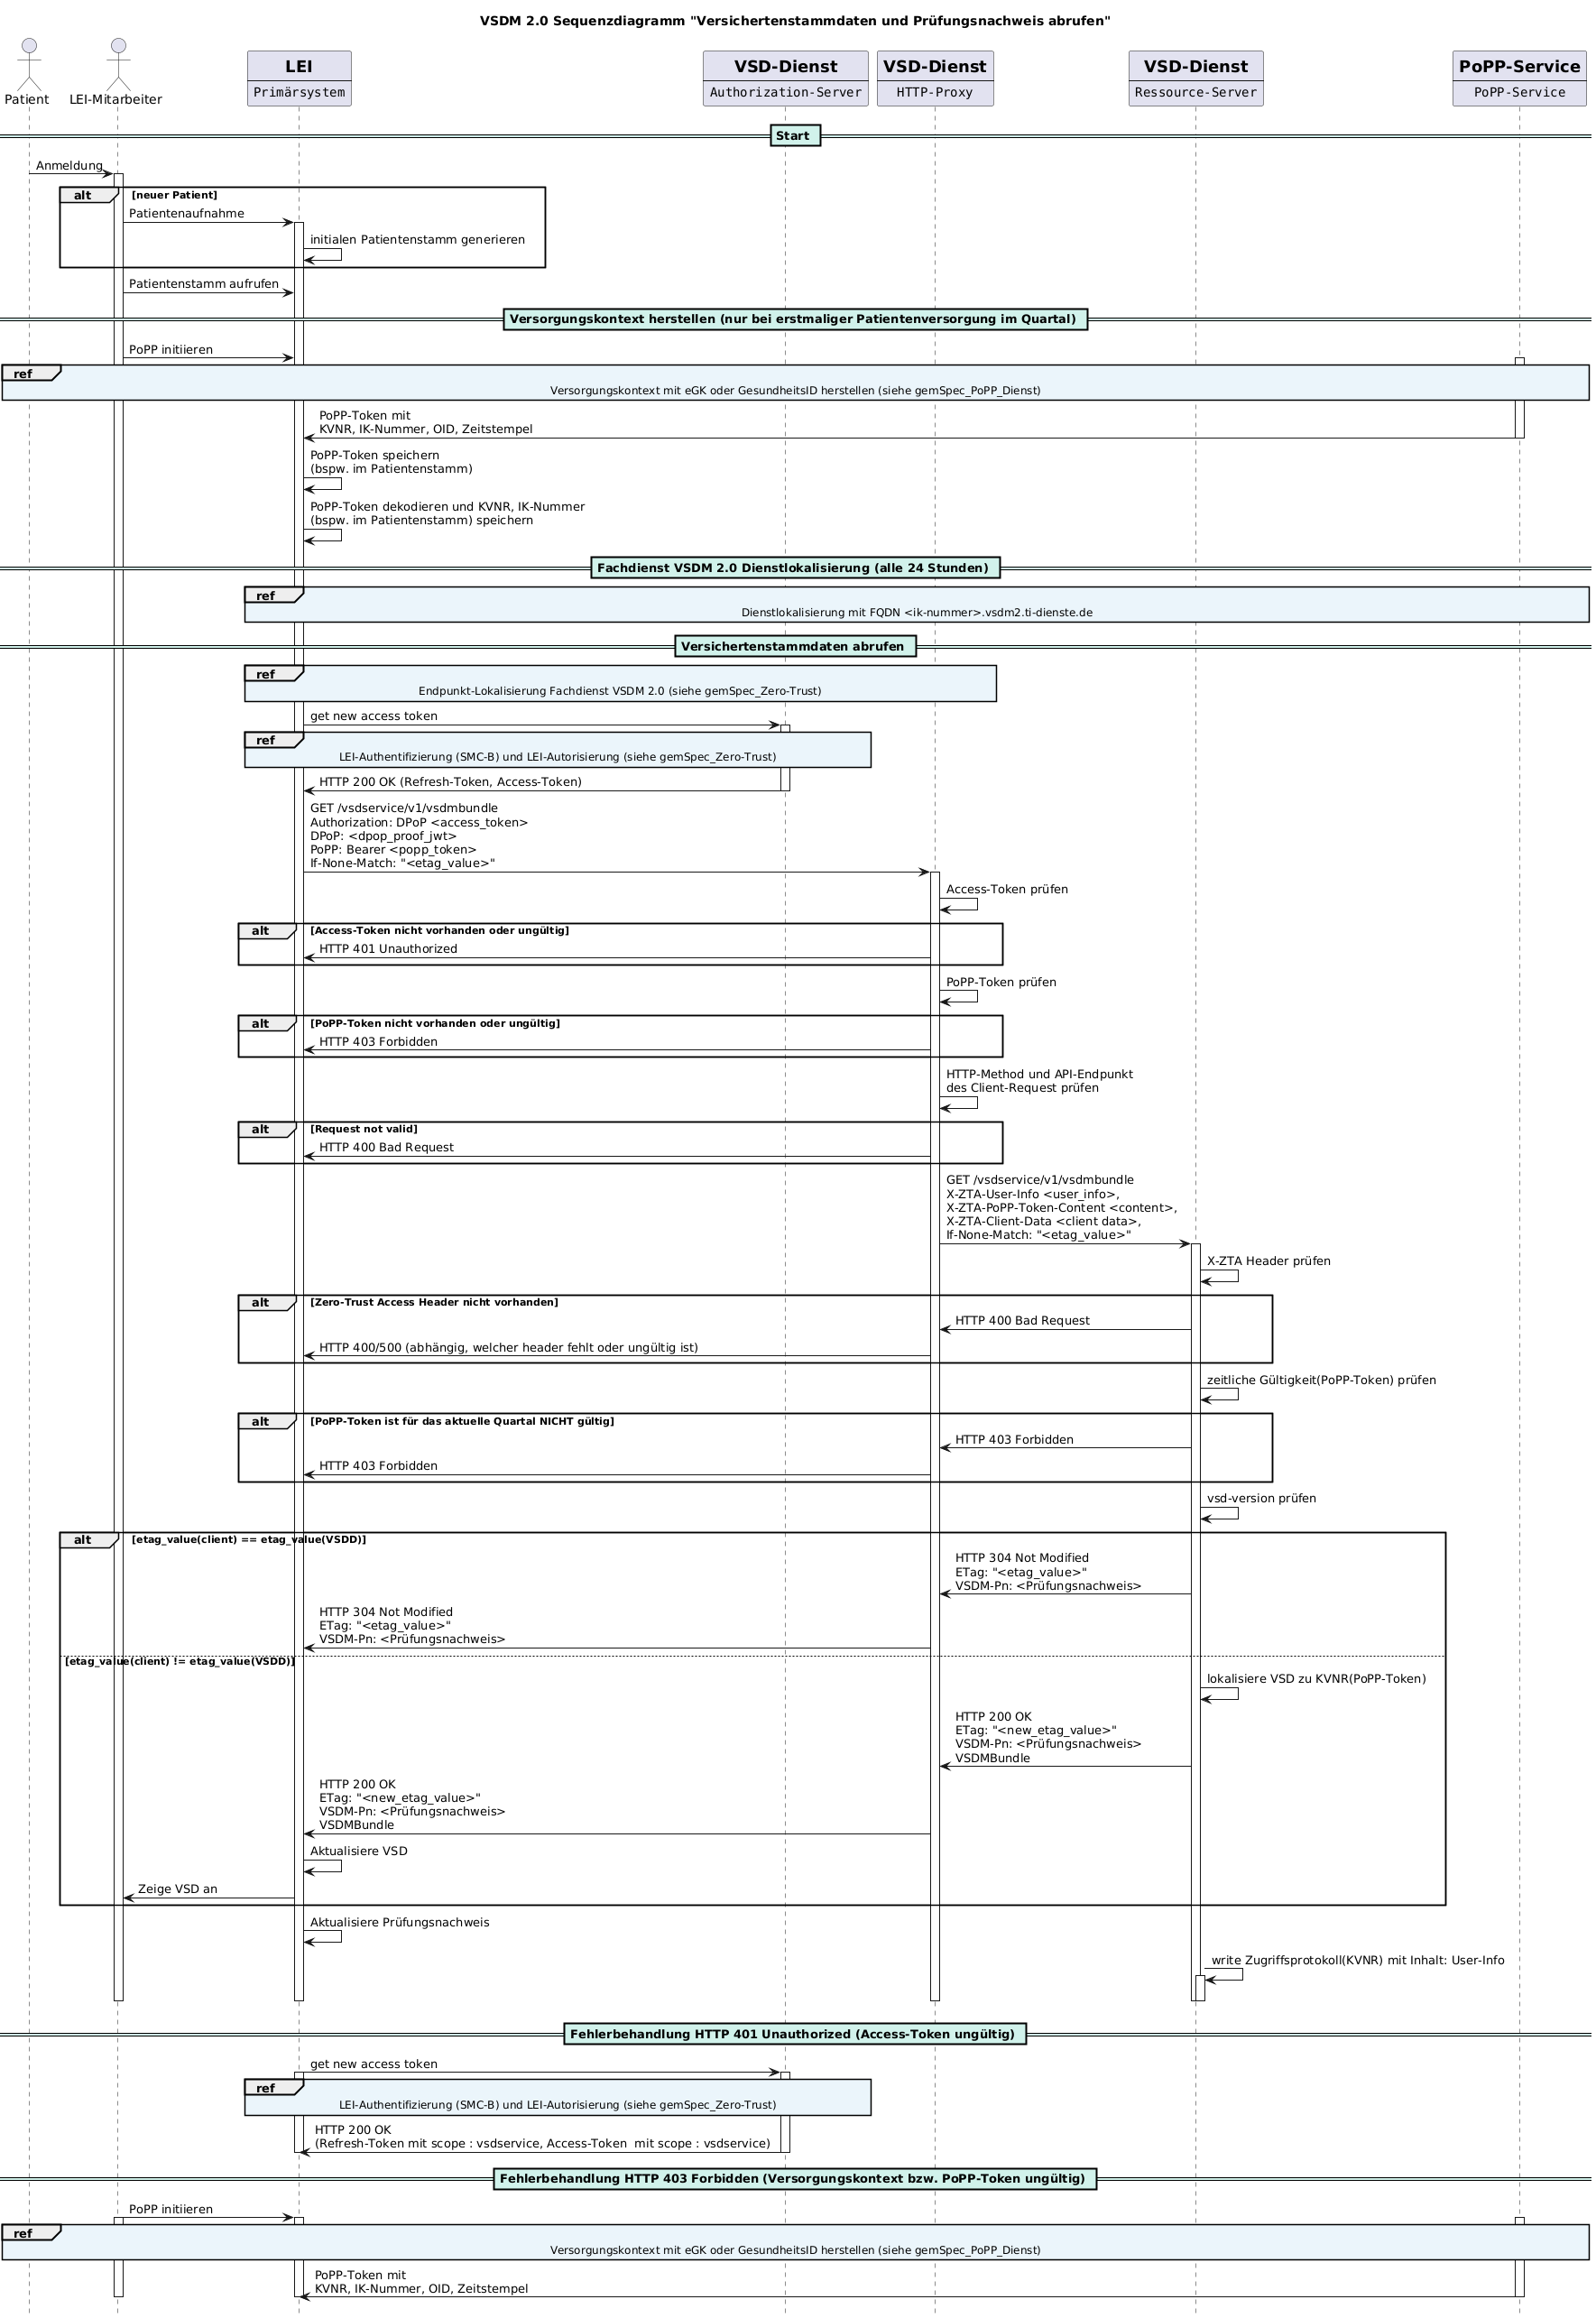 VSDM 2.0 Sequenzdiagramm "Versichertenstammdaten und Prüfungsnachweis abrufen"
Patient
LEI-Mitarbeiter
LEI
Primärsystem
VSD-Dienst
Authorization-Server
VSD-Dienst
HTTP-Proxy
VSD-Dienst
Ressource-Server
PoPP-Service
PoPP-Service
Start
Anmeldung
alt [neuer Patient]
Patientenaufnahme
initialen Patientenstamm generieren
Patientenstamm aufrufen
Versorgungskontext herstellen (nur bei erstmaliger Patientenversorgung im Quartal)
PoPP initiieren
ref
Versorgungskontext mit eGK oder GesundheitsID herstellen (siehe gemSpec_PoPP_Dienst)
PoPP-Token mit
KVNR, IK-Nummer, OID, Zeitstempel
PoPP-Token speichern
(bspw. im Patientenstamm)
PoPP-Token dekodieren und KVNR, IK-Nummer
(bspw. im Patientenstamm) speichern
Fachdienst VSDM 2.0 Dienstlokalisierung (alle 24 Stunden)
ref
Dienstlokalisierung mit FQDN <ik-nummer>.vsdm2.ti-dienste.de
Versichertenstammdaten abrufen
ref
Endpunkt-Lokalisierung Fachdienst VSDM 2.0 (siehe gemSpec_Zero-Trust)
get new access token
ref
LEI-Authentifizierung (SMC-B) und LEI-Autorisierung (siehe gemSpec_Zero-Trust)
HTTP 200 OK (Refresh-Token, Access-Token)
GET /vsdservice/v1/vsdmbundle
Authorization: DPoP <access_token>
DPoP: <dpop_proof_jwt>
PoPP: Bearer <popp_token>
If-None-Match: "<etag_value>"
Access-Token prüfen
alt [Access-Token nicht vorhanden oder ungültig]
HTTP 401 Unauthorized
PoPP-Token prüfen
alt [PoPP-Token nicht vorhanden oder ungültig]
HTTP 403 Forbidden
HTTP-Method und API-Endpunkt
des Client-Request prüfen
alt [Request not valid]
HTTP 400 Bad Request
GET /vsdservice/v1/vsdmbundle
X-ZTA-User-Info <user_info>,
X-ZTA-PoPP-Token-Content <content>,
X-ZTA-Client-Data <client data>,
If-None-Match: "<etag_value>"
X-ZTA Header prüfen
alt [Zero-Trust Access Header nicht vorhanden]
HTTP 400 Bad Request
HTTP 400/500 (abhängig, welcher header fehlt oder ungültig ist)
zeitliche Gültigkeit(PoPP-Token) prüfen
alt [PoPP-Token ist für das aktuelle Quartal NICHT gültig]
HTTP 403 Forbidden
HTTP 403 Forbidden
vsd-version prüfen
alt [etag_value(client) == etag_value(VSDD)]
HTTP 304 Not Modified
ETag: "<etag_value>"
VSDM-Pn: <Prüfungsnachweis>
HTTP 304 Not Modified
ETag: "<etag_value>"
VSDM-Pn: <Prüfungsnachweis>
[etag_value(client) != etag_value(VSDD)]
lokalisiere VSD zu KVNR(PoPP-Token)
HTTP 200 OK
ETag: "<new_etag_value>"
VSDM-Pn: <Prüfungsnachweis>
VSDMBundle
HTTP 200 OK
ETag: "<new_etag_value>"
VSDM-Pn: <Prüfungsnachweis>
VSDMBundle
Aktualisiere VSD
Zeige VSD an
Aktualisiere Prüfungsnachweis
write Zugriffsprotokoll(KVNR) mit Inhalt: User-Info
Fehlerbehandlung HTTP 401 Unauthorized (Access-Token ungültig)
get new access token
ref
LEI-Authentifizierung (SMC-B) und LEI-Autorisierung (siehe gemSpec_Zero-Trust)
HTTP 200 OK
(Refresh-Token mit scope : vsdservice, Access-Token  mit scope : vsdservice)
Fehlerbehandlung HTTP 403 Forbidden (Versorgungskontext bzw. PoPP-Token ungültig)
PoPP initiieren
ref
Versorgungskontext mit eGK oder GesundheitsID herstellen (siehe gemSpec_PoPP_Dienst)
PoPP-Token mit
KVNR, IK-Nummer, OID, Zeitstempel